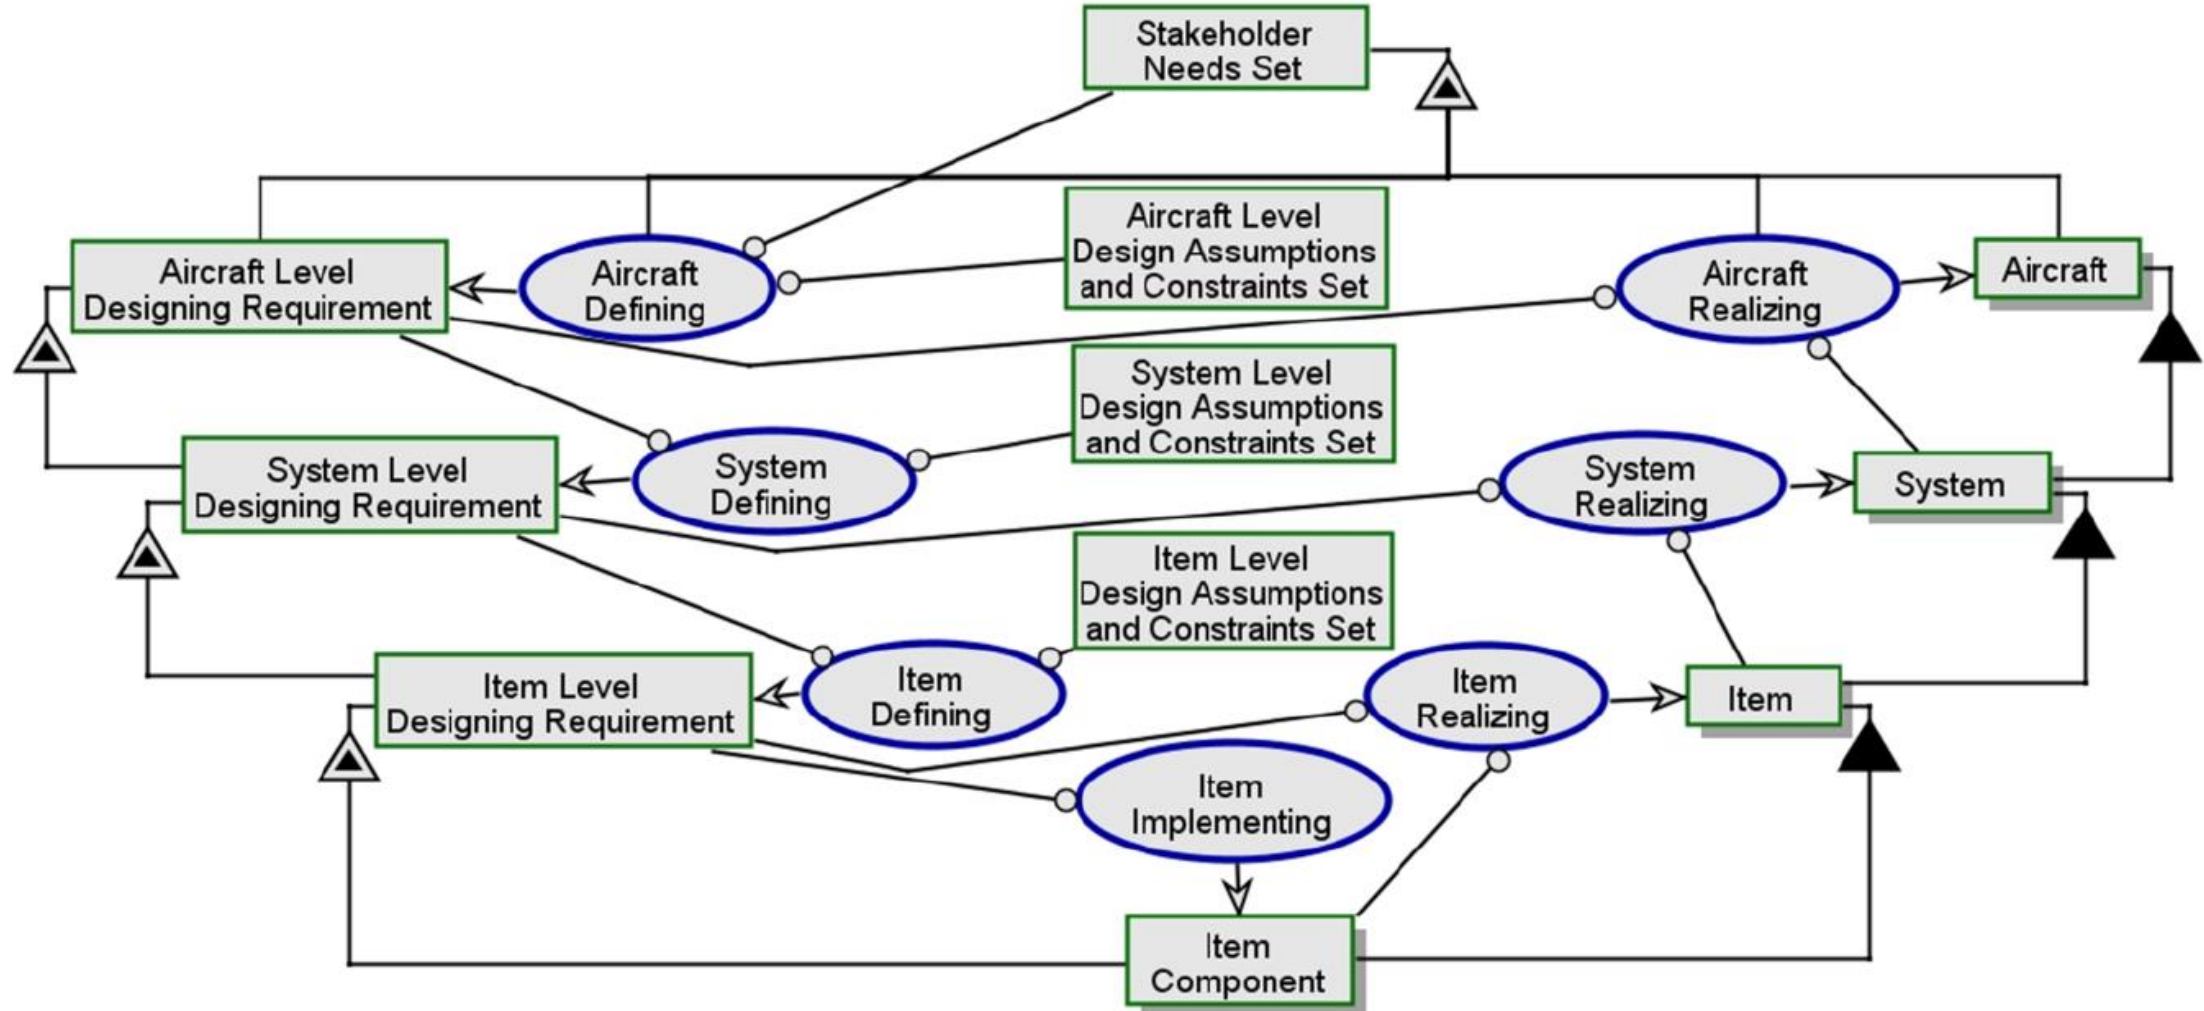 Stakeholder
Needs Set
Aircraft Level
Design Assumptions
and Constraints Set
Aircraft Level
Designing Requirement
Aircraft
Defining
Aircraft
Realizing
Aircraft
System Level
Design Assumptions
and Constraints Set
System Level
Designing Requirement
System
Defining
System
Realizing
System
Item Level
Design Assumptions
and Constraints Set
Item Level
Designing Requirement
Item
Defining
Item
Realizing
Item
Item
Implementing
Item
Component